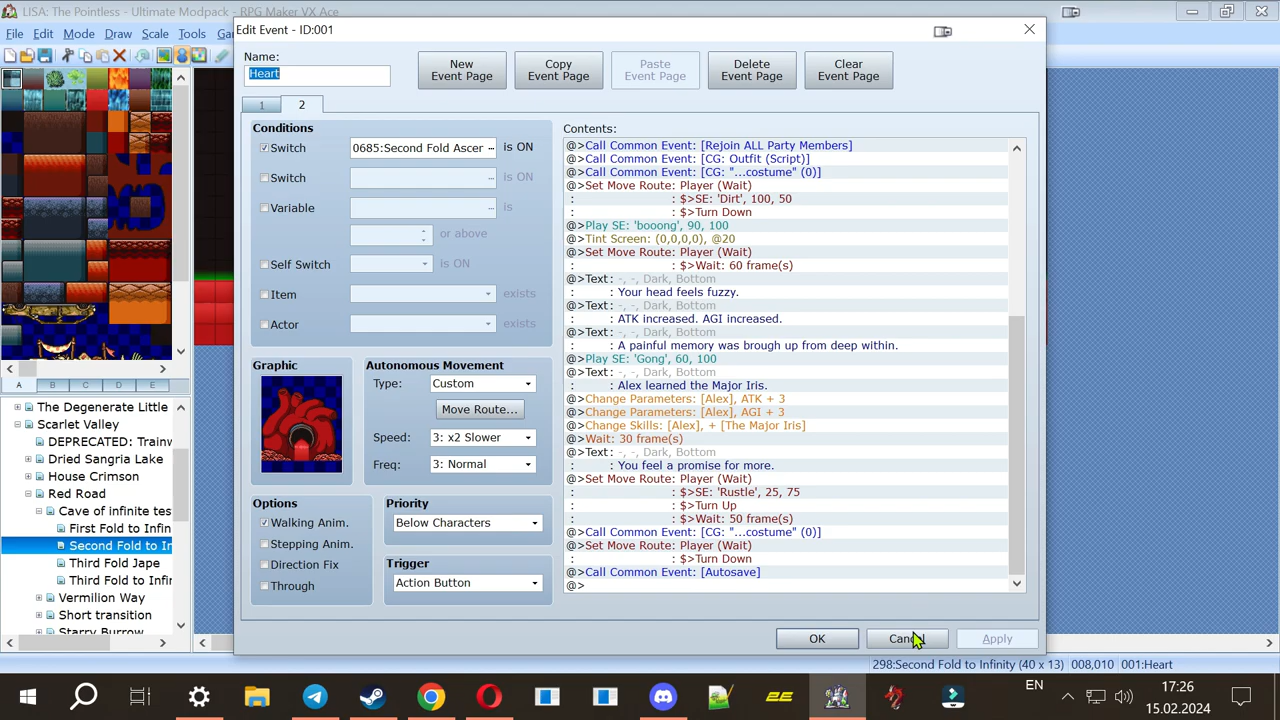 LISA: The Pointless - Ultimate Modpack - RPG Maker VX Ace
File Edit Mode Draw Scale Tools Ga
Edit Event - ID:001
Name:
Heart
New Event Page
Copy Event Page
Paste Event Page
Delete Event Page
Clear Event Page
1 2
Conditions
Switch 0685:Second Fold Ascer ... is ON
Switch ... is ON
Variable ... is
or above
Self Switch is ON
Item exists
Actor exists
Graphic
Autonomous Movement
Type: Custom
Move Route...
Speed: 3: x2 Slower
Freq: 3: Normal
Options
Walking Anim.
Stepping Anim.
Direction Fix
Through
Priority
Below Characters
Trigger
Action Button
Contents:
@>Call Common Event: [Rejoin ALL Party Members]
@>Call Common Event: [CG: Outfit (Script)]
@>Call Common Event: [CG: "...costume" (0)]
@>Set Move Route: Player (Wait)
: : $>SE: 'Dirt', 100, 50
: : $>Turn Down
@>Play SE: 'booong', 90, 100
@>Tint Screen: (0,0,0,0), @20
@>Set Move Route: Player (Wait)
: : $>Wait: 60 frame(s)
@>Text: -, -, Dark, Bottom
: : Your head feels fuzzy.
@>Text: -, -, Dark, Bottom
: : ATK increased. AGI increased.
@>Text: -, -, Dark, Bottom
: : A painful memory was brough up from deep within.
@>Play SE: 'Gong', 60, 100
@>Text: -, -, Dark, Bottom
: : Alex learned the Major Iris.
@>Change Parameters: [Alex], ATK + 3
@>Change Parameters: [Alex], AGI + 3
@>Change Skills: [Alex], + [The Major Iris]
@>Wait: 30 frame(s)
@>Text: -, -, Dark, Bottom
: : You feel a promise for more.
@>Set Move Route: Player (Wait)
: : $>SE: 'Rustle', 25, 75
: : $>Turn Up
: : $>Wait: 50 frame(s)
@>Call Common Event: [CG: "...costume" (0)]
@>Set Move Route: Player (Wait)
: : $>Turn Down
@>Call Common Event: [Autosave]
@>
OK Cancel Apply
A B C D E
The Degenerate Little
Scarlet Valley
DEPRECATED: Trainw
Dried Sangria Lake
House Crimson
Red Road
Cave of infinite tes
First Fold to Infin
Second Fold to Ir
Third Fold Jape
Third Fold to Infir
Vermilion Way
Short transition
Starry Burrow
298:Second Fold to Infinity (40 x 13) 008,010 001:Heart
EN
17:26
15.02.2024